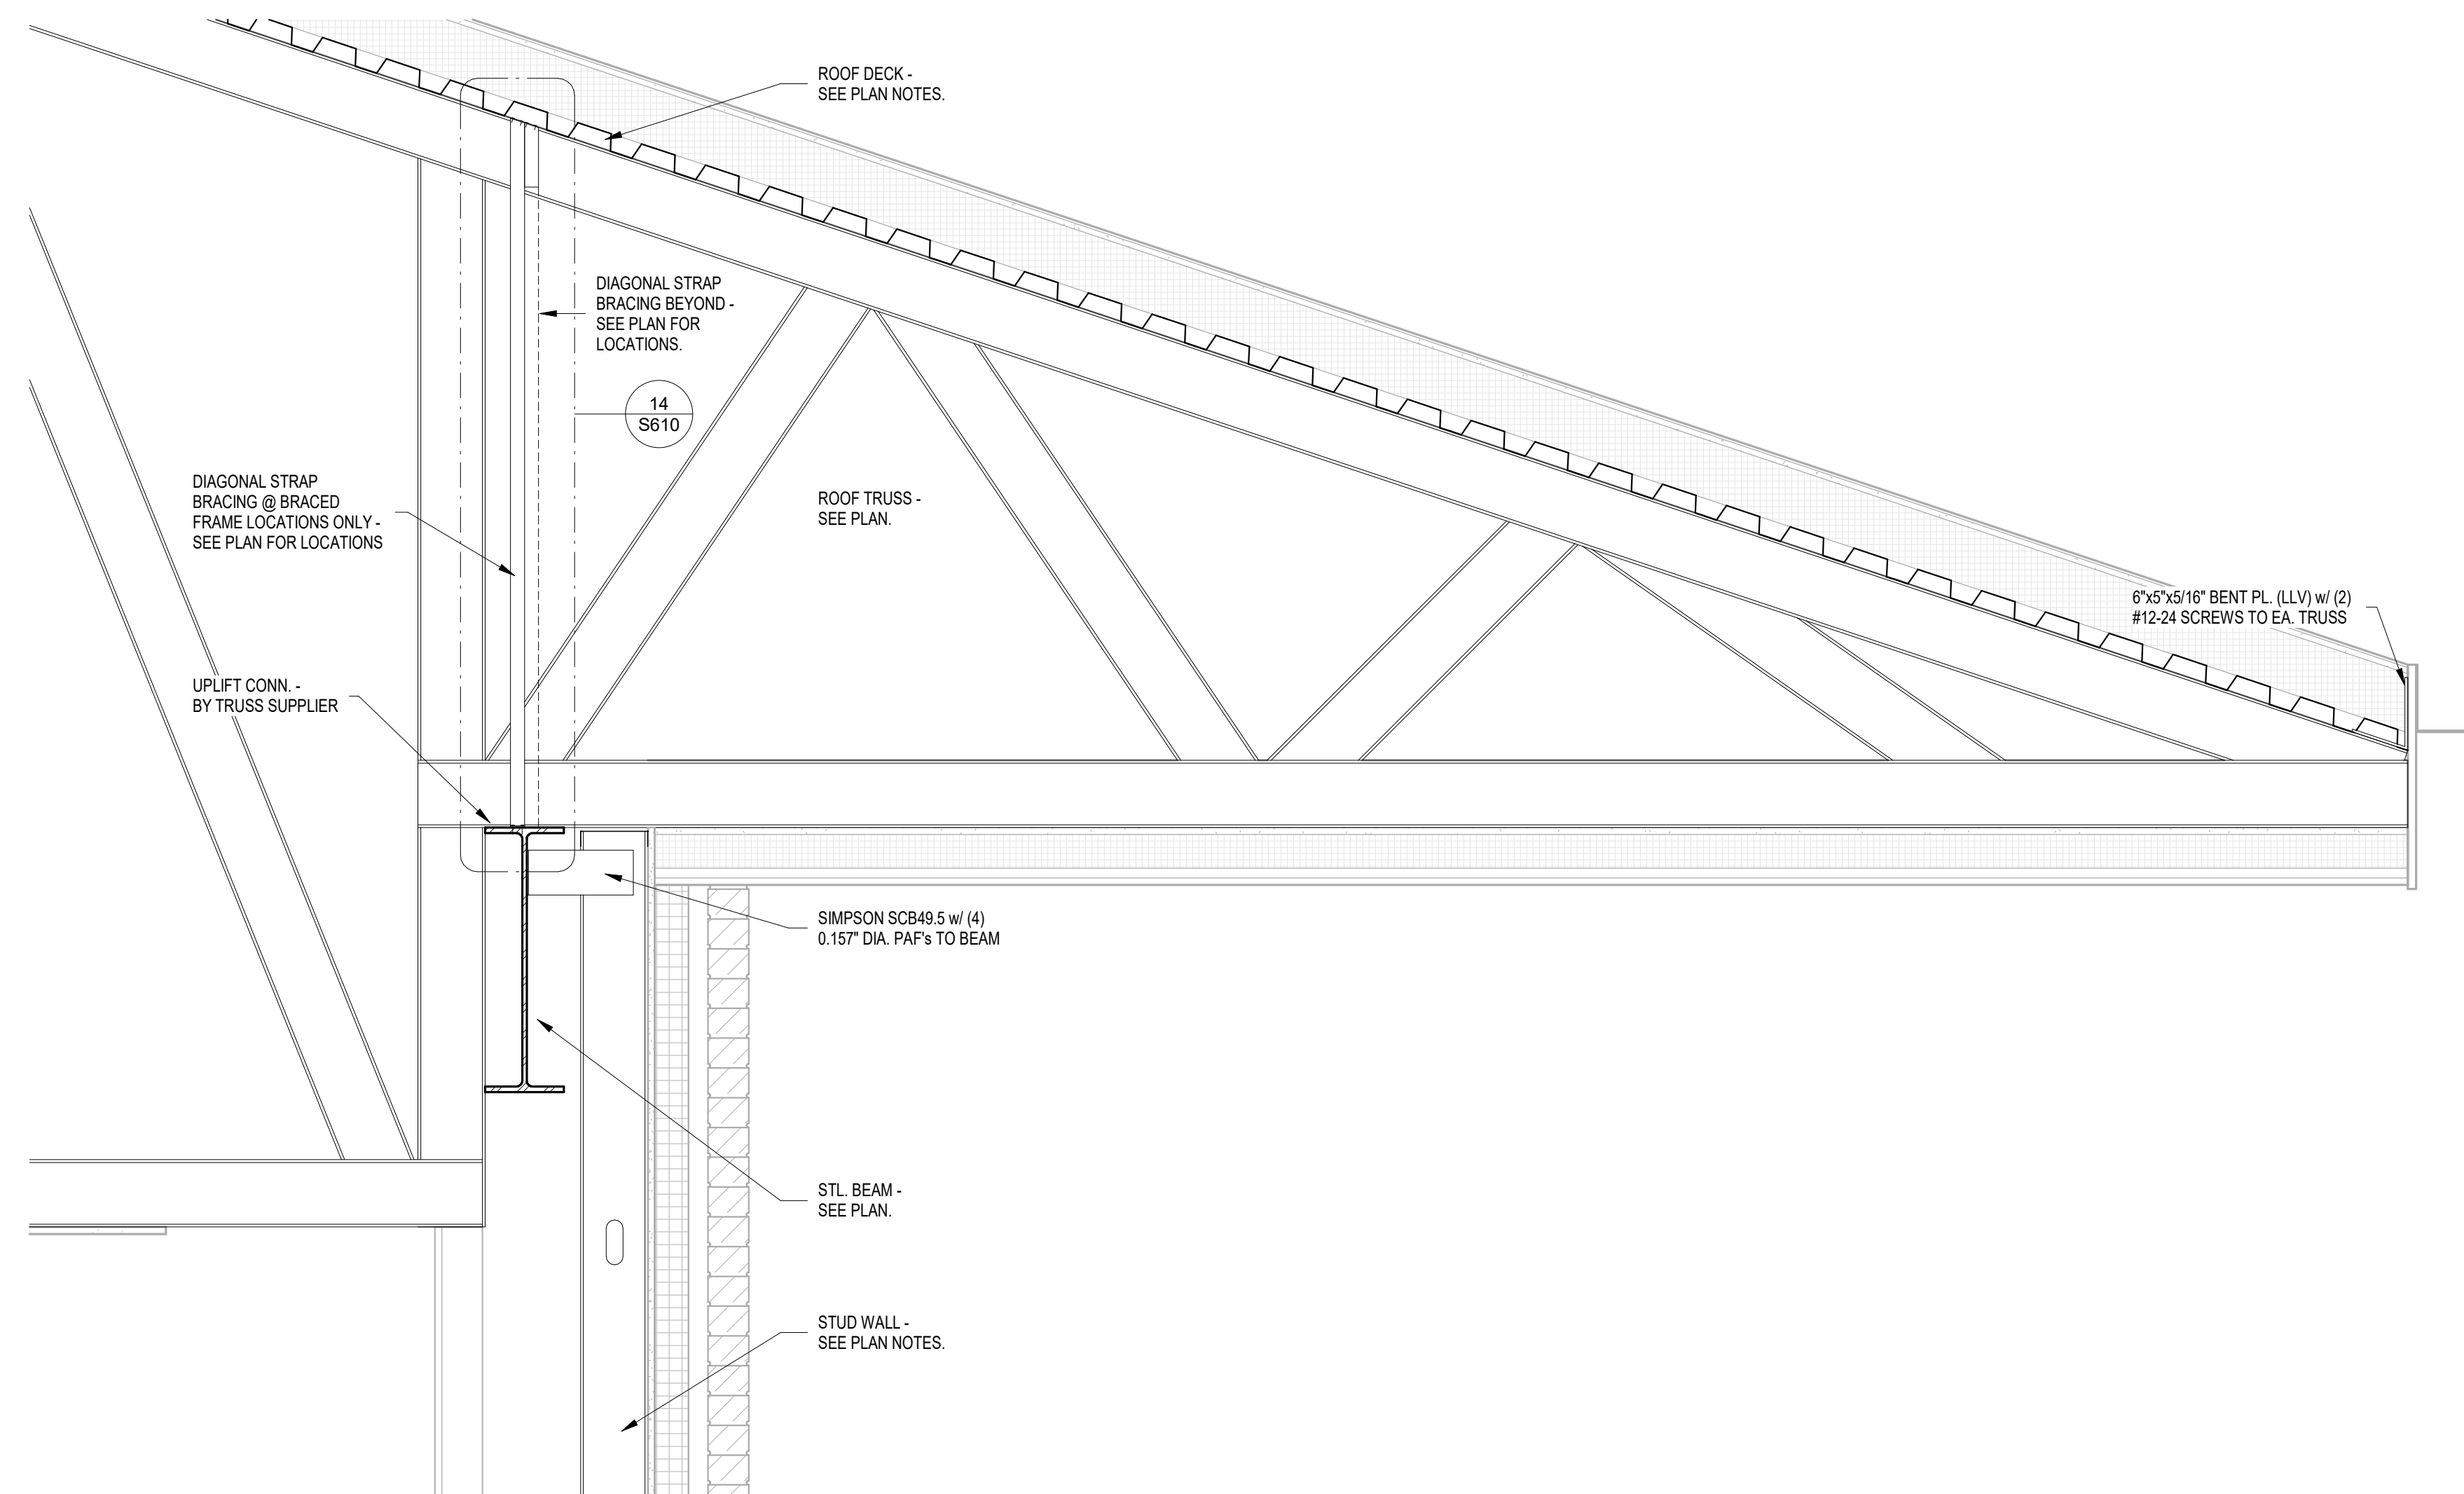 ROOF DECK -
SEE PLAN NOTES.
DIAGONAL STRAP
BRACING BEYOND -
SEE PLAN FOR
LOCATIONS.
14
S610
DIAGONAL STRAP
BRACING @ BRACED
FRAME LOCATIONS ONLY -
SEE PLAN FOR LOCATIONS
ROOF TRUSS -
SEE PLAN.
6"x5"x5/16" BENT PL. (LLV) w/ (2)
#12-24 SCREWS TO EA. TRUSS
UPLIFT CONN. -
BY TRUSS SUPPLIER
SIMPSON SCB49.5 w/ (4)
0.157" DIA. PAF's TO BEAM
STL. BEAM -
SEE PLAN.
STUD WALL -
SEE PLAN NOTES.